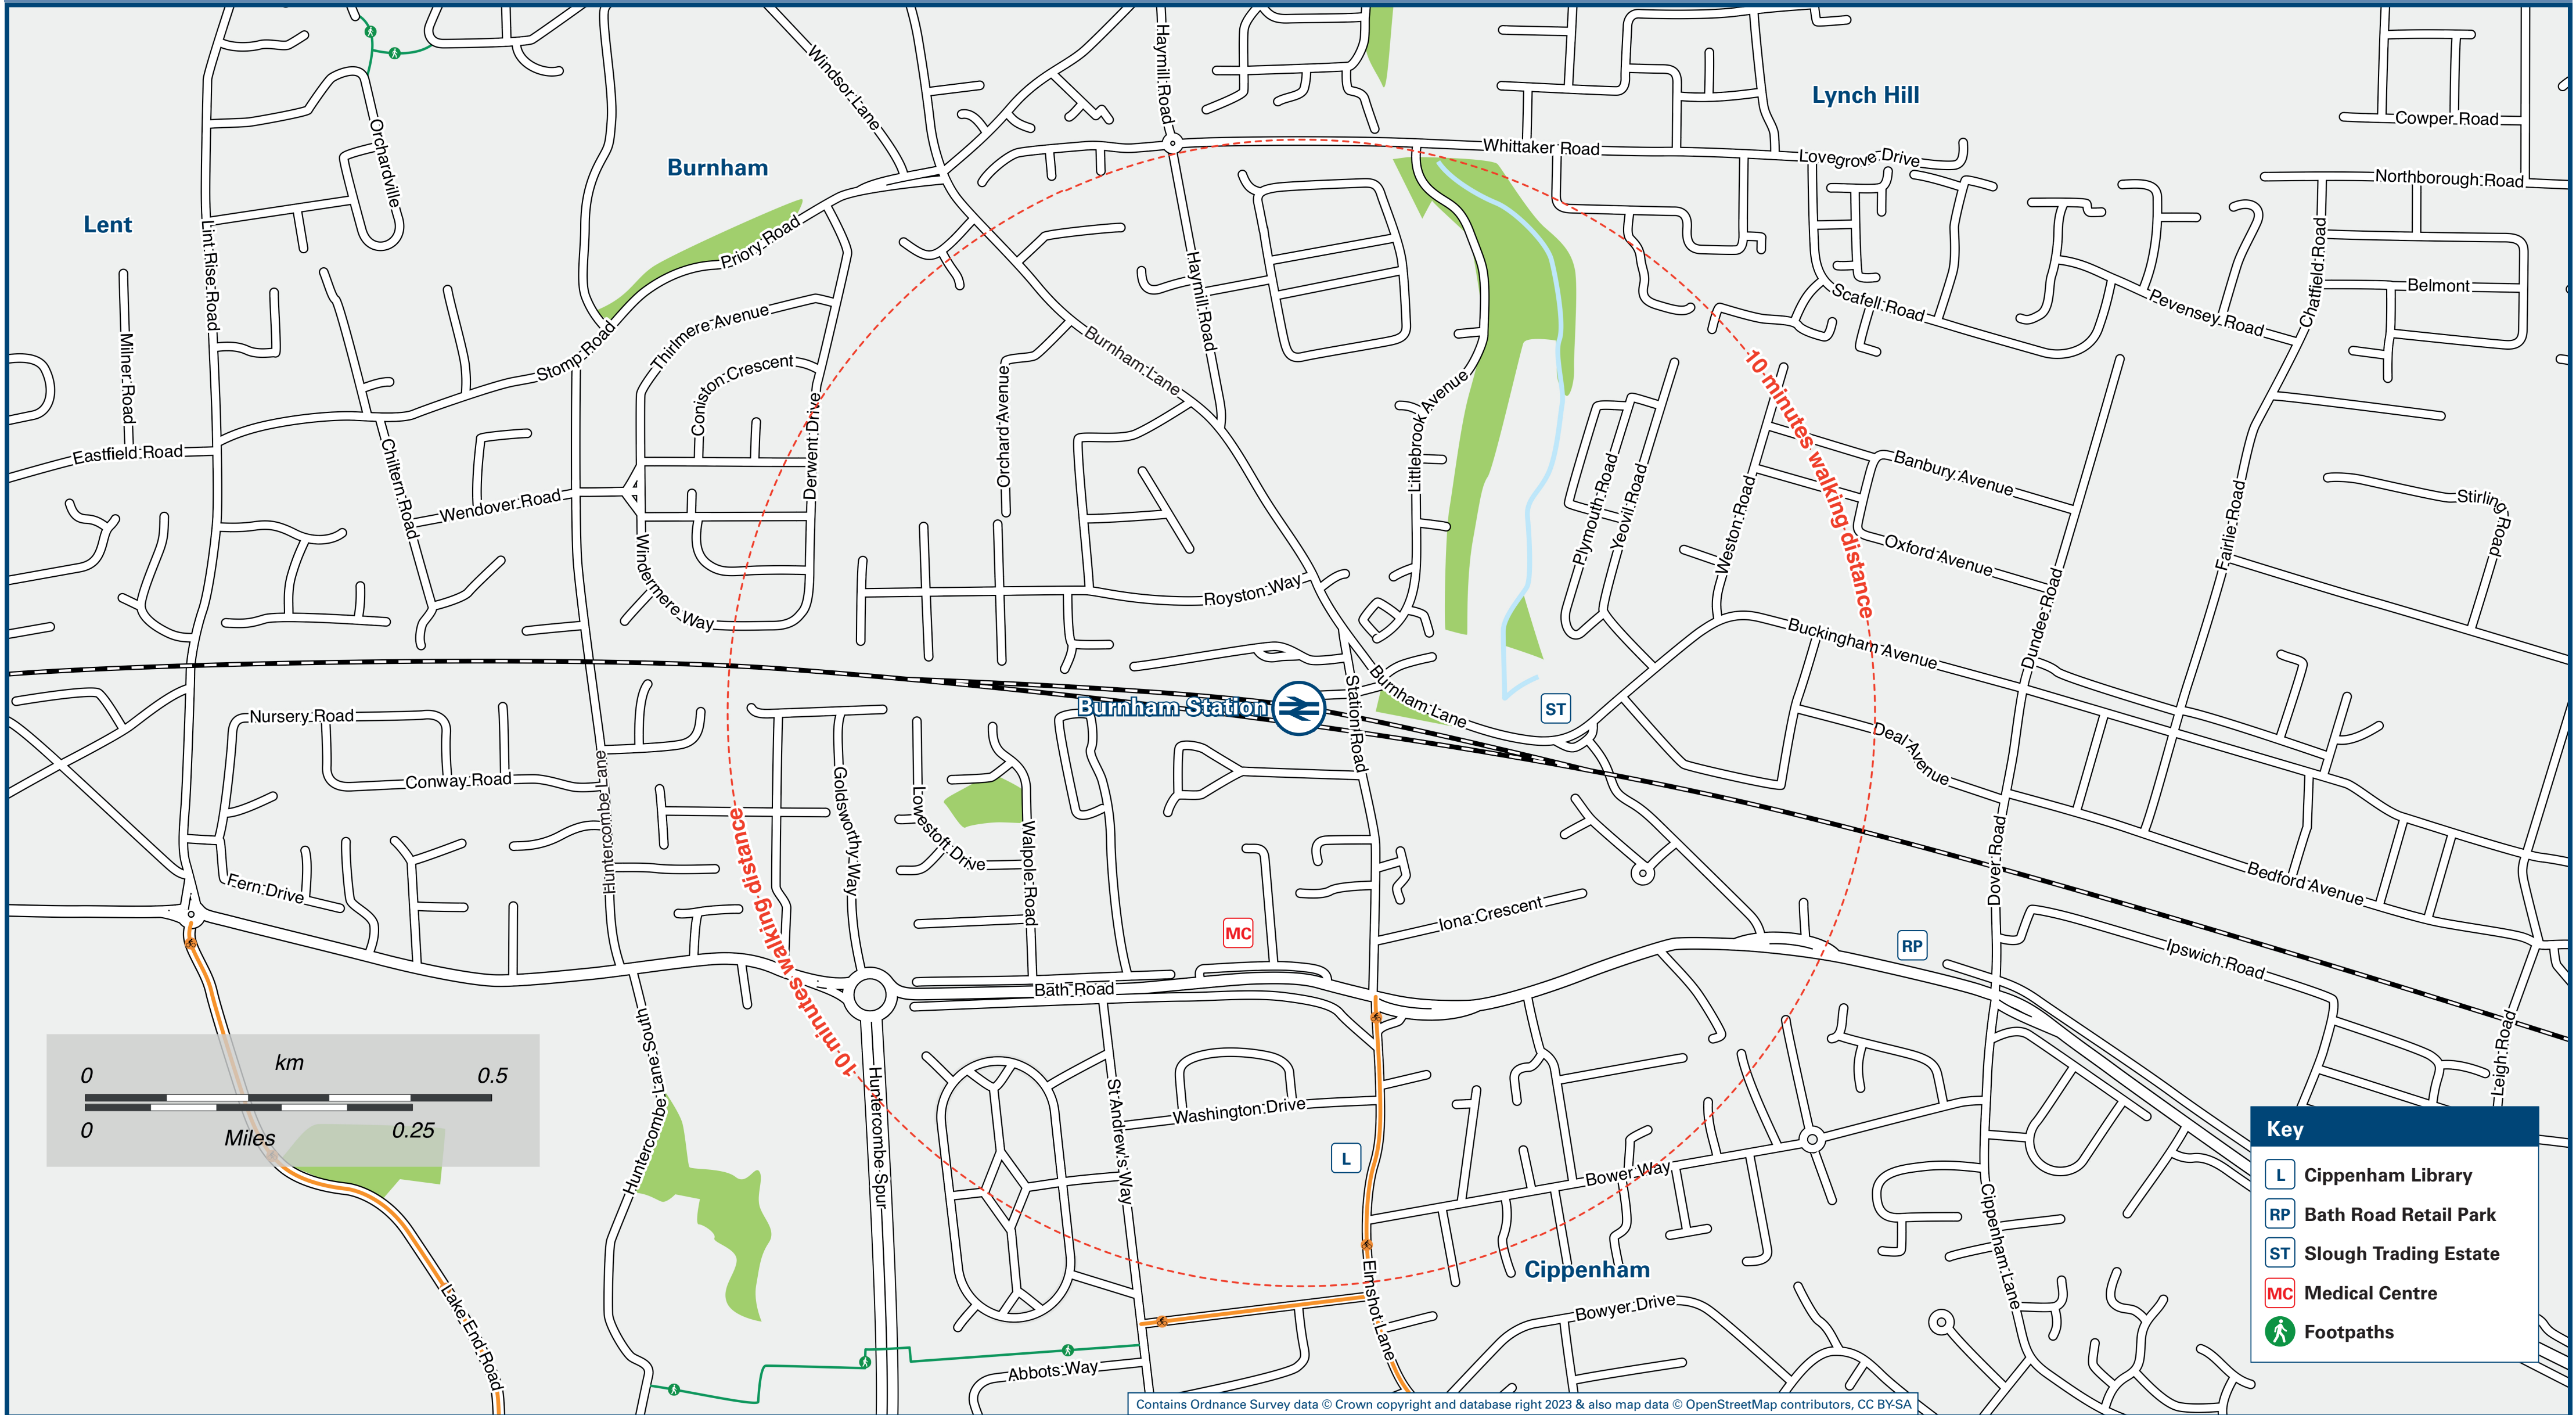 Haymill Road
Windsor Lane
Lynch Hill
Cowper Road
Orchardville
Burnham
Whittaker Road
Lovegrove Drive
Northborough Road
Lent
Lint Rise Road
Priory Road
Haymill Road
Chatfield Road
Belmont
Scafell Road
Pevensey Road
Milner Road
Stomp Road
Thirlmere Avenue
Burnham Lane
Coniston Crescent
10 minutes walking distance
Orchard Avenue
Littlebrook Avenue
Derwent Drive
Eastfield Road
Chiltern Road
Wendover Road
Banbury Avenue
Plymouth Road
Yeovil Road
Weston Road
Stirling Road
Fairlie Road
Oxford Avenue
Windermere Way
Royston Way
Buckingham Avenue
Dundee Road
Burnham Station
Station Road
Burnham Lane
ST
Nursery Road
Deal Avenue
Conway Road
Huntercombe Lane
Goldsworthy Way
Lowestoft Drive
Walpole Road
10 minutes walking distance
Dover Road
Bedford Avenue
Fern Drive
Iona Crescent
MC
RP
Ipswich Road
Bath Road
Leigh Road
Huntercombe Lane South
Huntercombe Spur
St Andrew's Way
Washington Drive
km
0 0.5
0 0.25
Miles
L
Bower Way
Cippenham Lane
Cippenham
Elmshot Lane
Bowyer Drive
Lake End Road
Abbots Way
Key
L Cippenham Library
RP Bath Road Retail Park
ST Slough Trading Estate
MC Medical Centre
Footpaths
Contains Ordnance Survey data © Crown copyright and database right 2023 & also map data © OpenStreetMap contributors, CC BY-SA